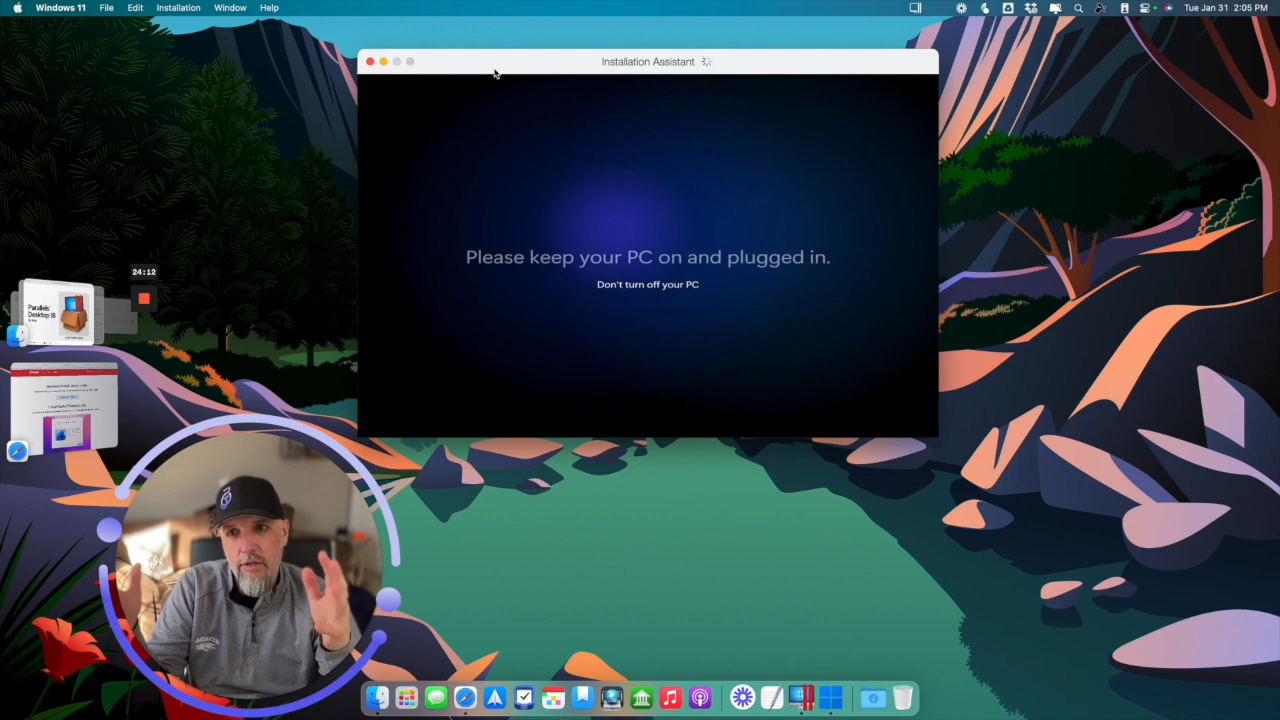 Windows 11 File Edit Installation Window Help Tue Jan 31 2:05 PM
Installation Assistant
Please keep your PC on and plugged in.
Don't turn off your PC
24:12
Parallels
Desktop 18